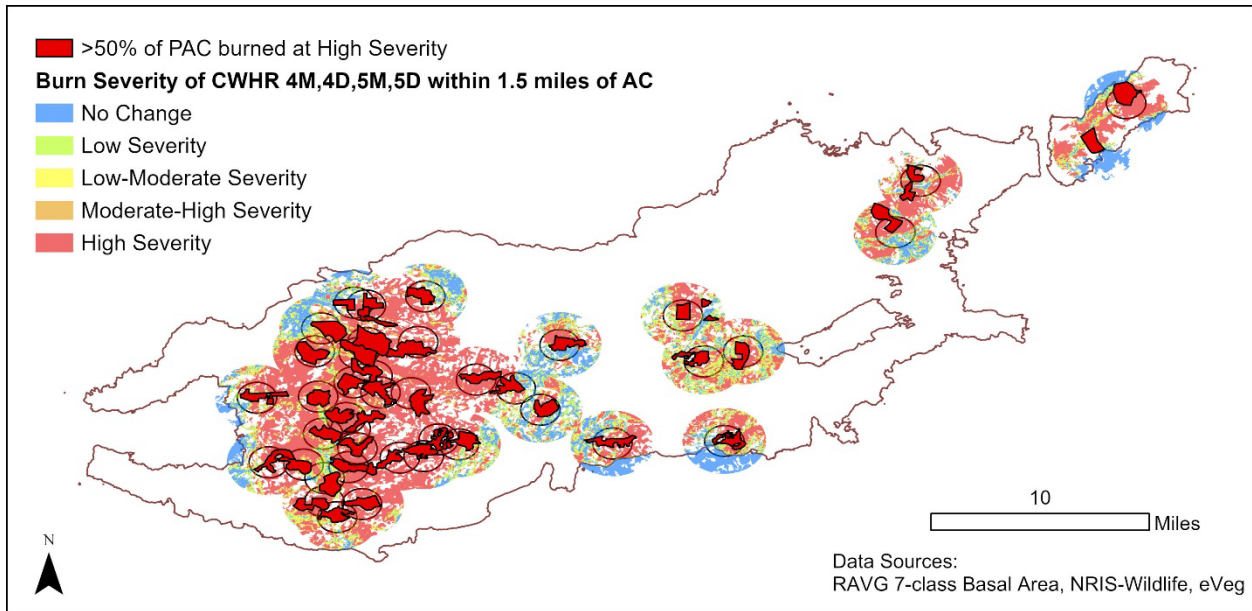 >50% of PAC burned at High Severity
Burn Severity of CWHR 4M,4D,5M,5D within 1.5 miles of AC
No Change
Low Severity
Low-Moderate Severity
Moderate-High Severity
High Severity
10
Miles
N
Data Sources:
RAVG 7-class Basal Area, NRIS-Wildlife, eVeg